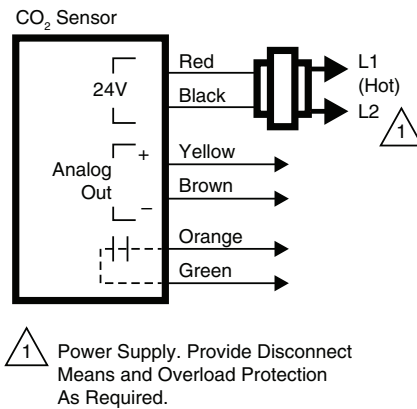 CO₂ Sensor
Red
L1
(Hot)
24V
Black
L2
1
+
Yellow
Analog
Out
Brown
–
Orange
Green
1
Power Supply. Provide Disconnect
Means and Overload Protection
As Required.